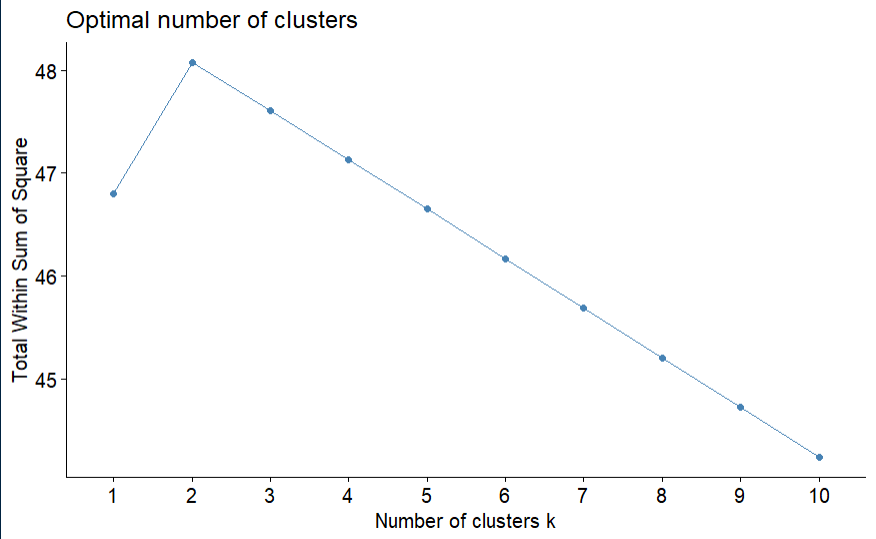 Optimal number of clusters
Total Within Sum of Square
48
47
46
45
1 2 3 4 5 6 7 8 9 10
Number of clusters k